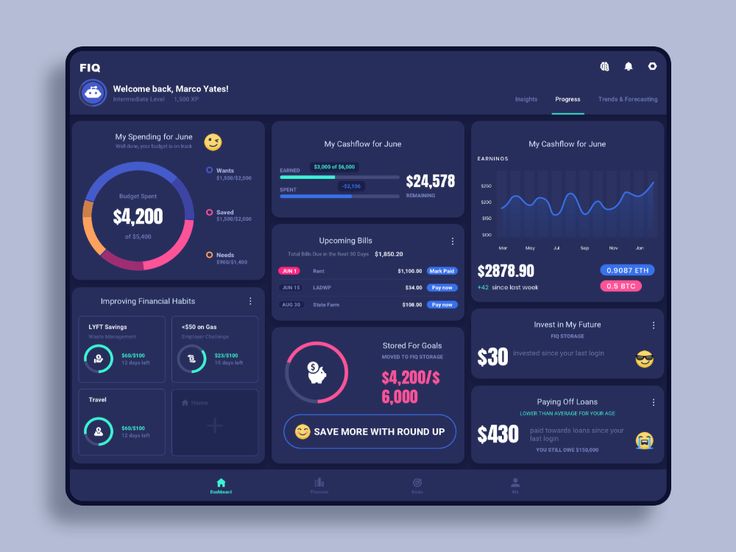 FIQ
Welcome back, Marco Yates!
Intermediate Level 1,500 XP
Insights
Progress
Trends & Forecasting
My Spending for June
Well done, your budget is on track
Budget Spent
$4,200
of $5,400
Wants
$1,500/$2,000
Saved
$1,500/$2,000
Needs
$960/$1,400
My Cashflow for June
EARNED
$3,000 of $6,000
SPENT
-$2,136
$24,578
REMAINING
Upcoming Bills
Total Bills Due in the Next 30 Days $1,850.20
JUN 1 Rent $1,100.00 Mark Paid
JUN 15 LADWP $34.00 Pay now
AUG 30 State Farm $108.00 Pay now
Stored For Goals
MOVED TO FIQ STORAGE
$4,200/$
6,000
SAVE MORE WITH ROUND UP
My Cashflow for June
EARNINGS
$250
$200
$150
$100
Mar May Jul Sep Nov Jan
$2878.90
+42 since last week
0.9087 ETH
0.5 BTC
Invest in My Future
FIQ STORAGE
$30 invested since your last login
Paying Off Loans
LOWER THAN AVERAGE FOR YOUR AGE
$430
paid towards loans since your
last login
YOU STILL OWE $150,000
Improving Financial Habits
LYFT Savings
Waste Management
$60/$100
12 days left
<$50 on Gas
Employer Challenge
$23/$100
15 days left
Travel
$60/$100
12 days left
Home
Dashboard